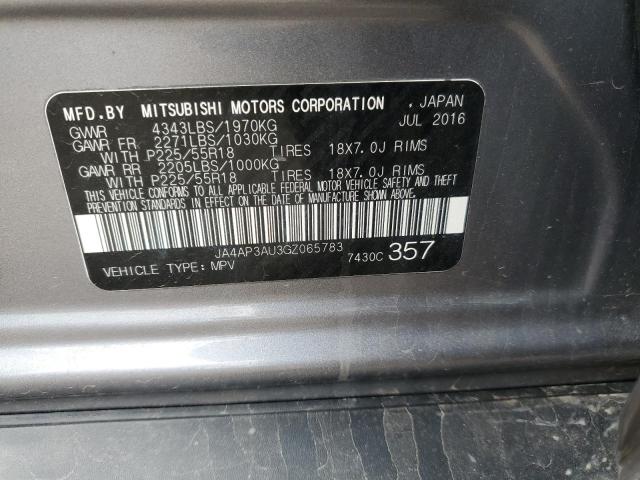 MFD.BY MITSUBISHI MOTORS CORPORATION . JAPAN
GVWR 4343LBS/1970KG JUL 2016
GAWR FR 2271LBS/1030KG
WITH P225/55R18 TIRES 18X7.0J RIMS
GAWR RR 2205LBS/1000KG
WITH P225/55R18 TIRES 18X7.0J RIMS
THIS VEHICLE CONFORMS TO ALL APPLICABLE FEDERAL MOTOR VEHICLE SAFETY AND THEFT
PREVENTION STANDARDS IN EFFECT ON THE DATE OF MANUFACTURE SHOWN ABOVE.
JA4AP3AU3GZ065783
VEHICLE TYPE: MPV 7430C 357